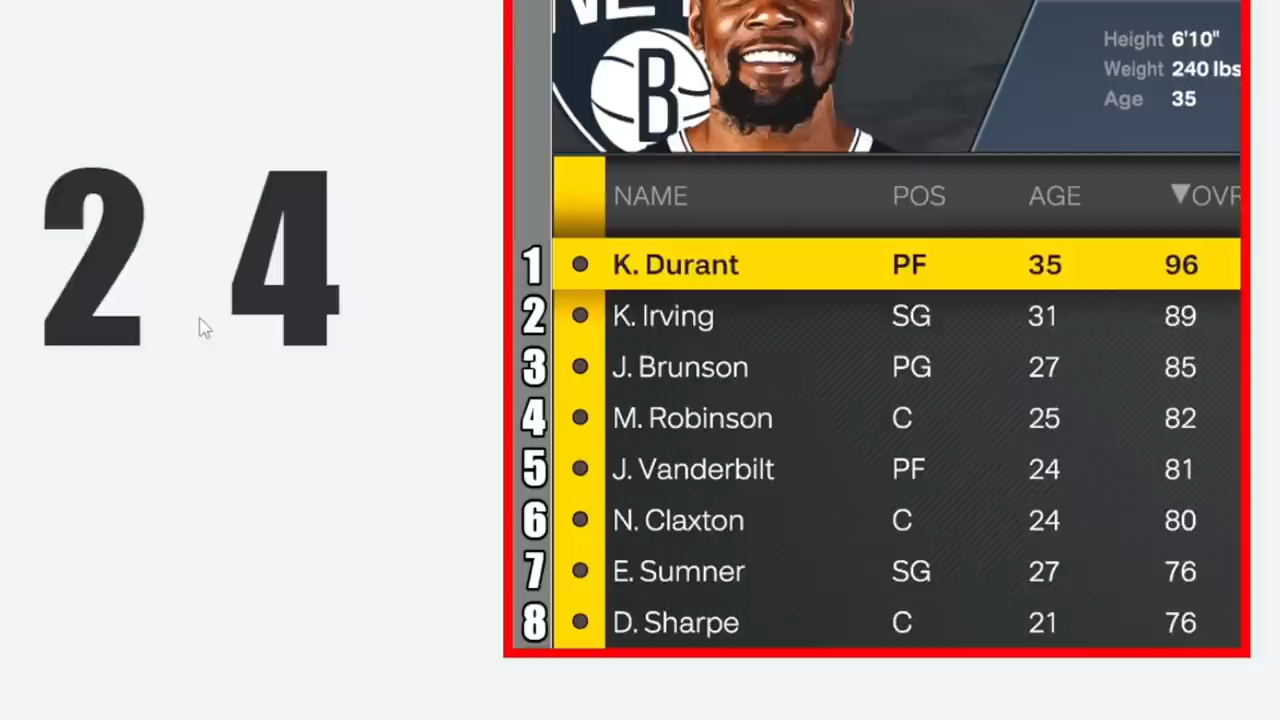 Height 6'10"
Weight 240 lbs
Age 35
B
2 4
NAME POS AGE ▼OVR
1 K. Durant PF 35 96
2 K. Irving SG 31 89
3 J. Brunson PG 27 85
4 M. Robinson C 25 82
5 J. Vanderbilt PF 24 81
6 N. Claxton C 24 80
7 E. Sumner SG 27 76
8 D. Sharpe C 21 76